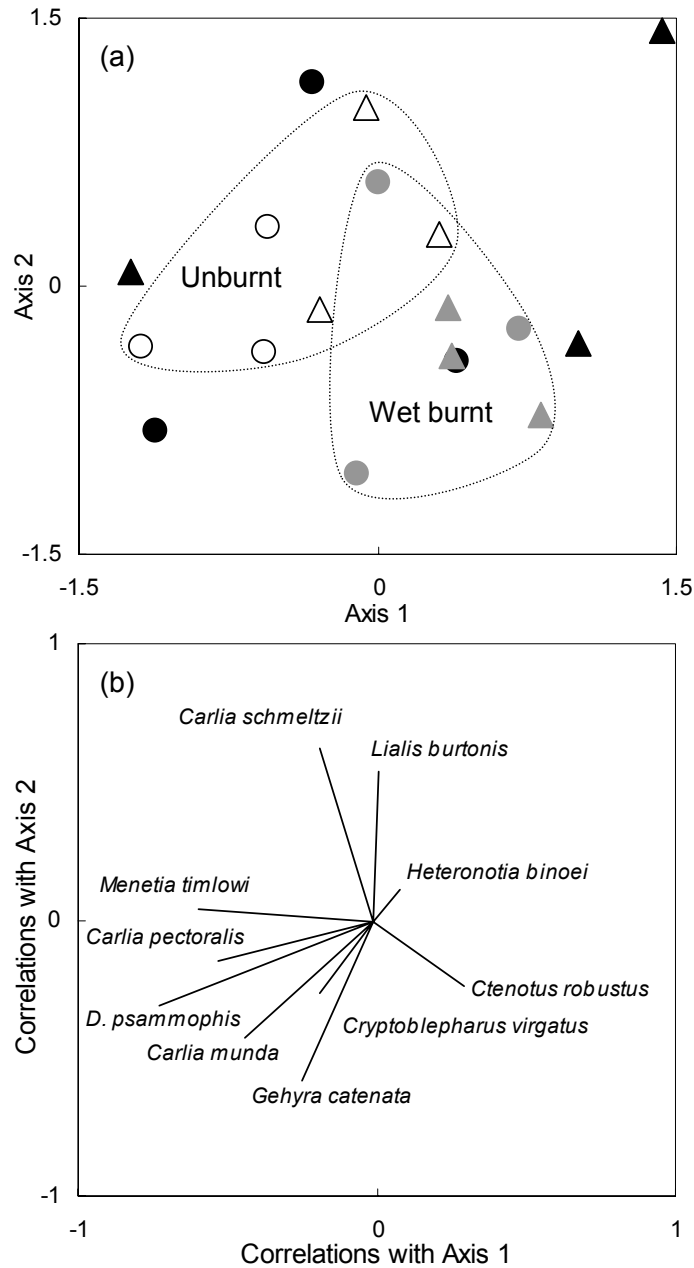 1.5
(a)
Axis 2
0
Unburnt
Wet burnt
-1.5
-1.5
0
1.5
Axis 1
1
(b)
Carlia schmeltzii
Lialis burtonis
Correlations with Axis 2
Heteronotia binoei
Menetia timlowi
0
Carlia pectoralis
Ctenotus robustus
D. psammophis
Cryptoblepharus virgatus
Carlia munda
Gehyra catenata
-1
-1
0
1
Correlations with Axis 1